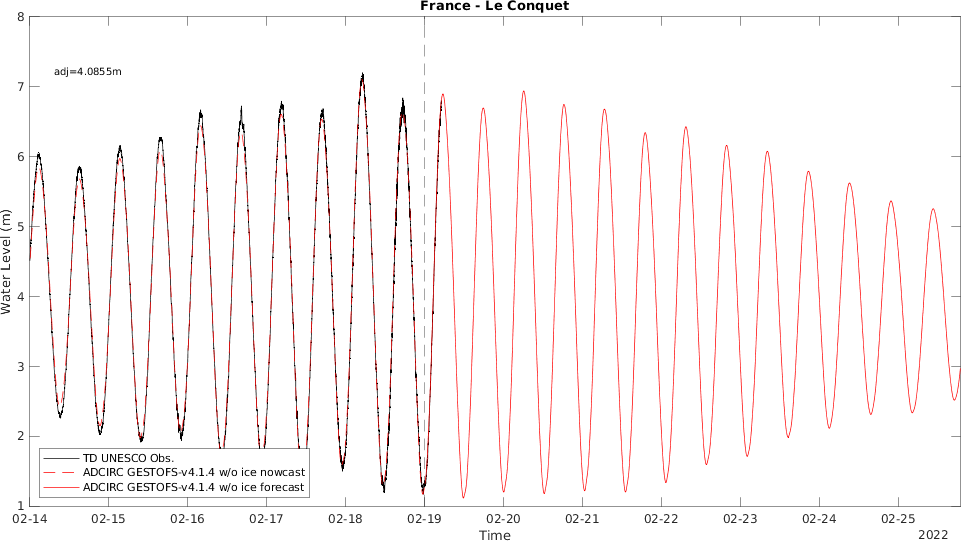 France - Le Conquet
adj=4.0855m
8
7
6
5
4
3
2
1
Water Level (m)
TD UNESCO Obs.
ADCIRC GESTOFS-v4.1.4 w/o ice nowcast
ADCIRC GESTOFS-v4.1.4 w/o ice forecast
02-14 02-15 02-16 02-17 02-18 02-19 02-20 02-21 02-22 02-23 02-24 02-25
Time
2022